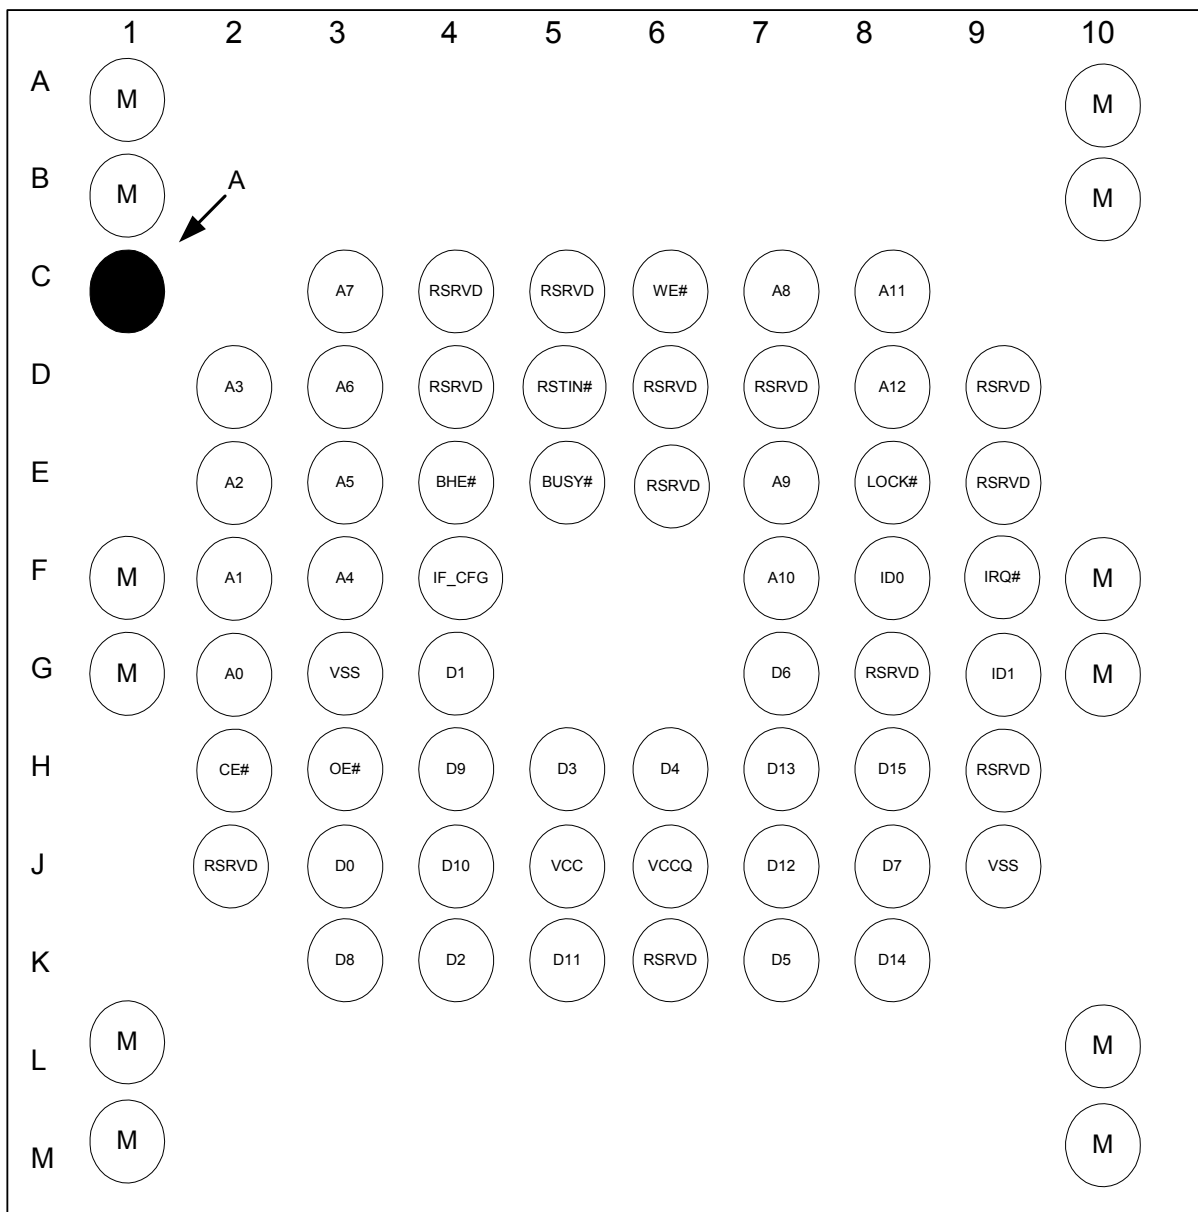 1 2 3 4 5 6 7 8 9 10
A M M
B M A M
C A7 RSRVD RSRVD WE# A8 A11
D A3 A6 RSRVD RSTIN# RSRVD RSRVD A12 RSRVD
E A2 A5 BHE# BUSY# RSRVD A9 LOCK# RSRVD
F M A1 A4 IF_CFG A10 ID0 IRQ# M
G M A0 VSS D1 D6 RSRVD ID1 M
H CE# OE# D9 D3 D4 D13 D15 RSRVD
J RSRVD D0 D10 VCC VCCQ D12 D7 VSS
K D8 D2 D11 RSRVD D5 D14
L M M
M M M